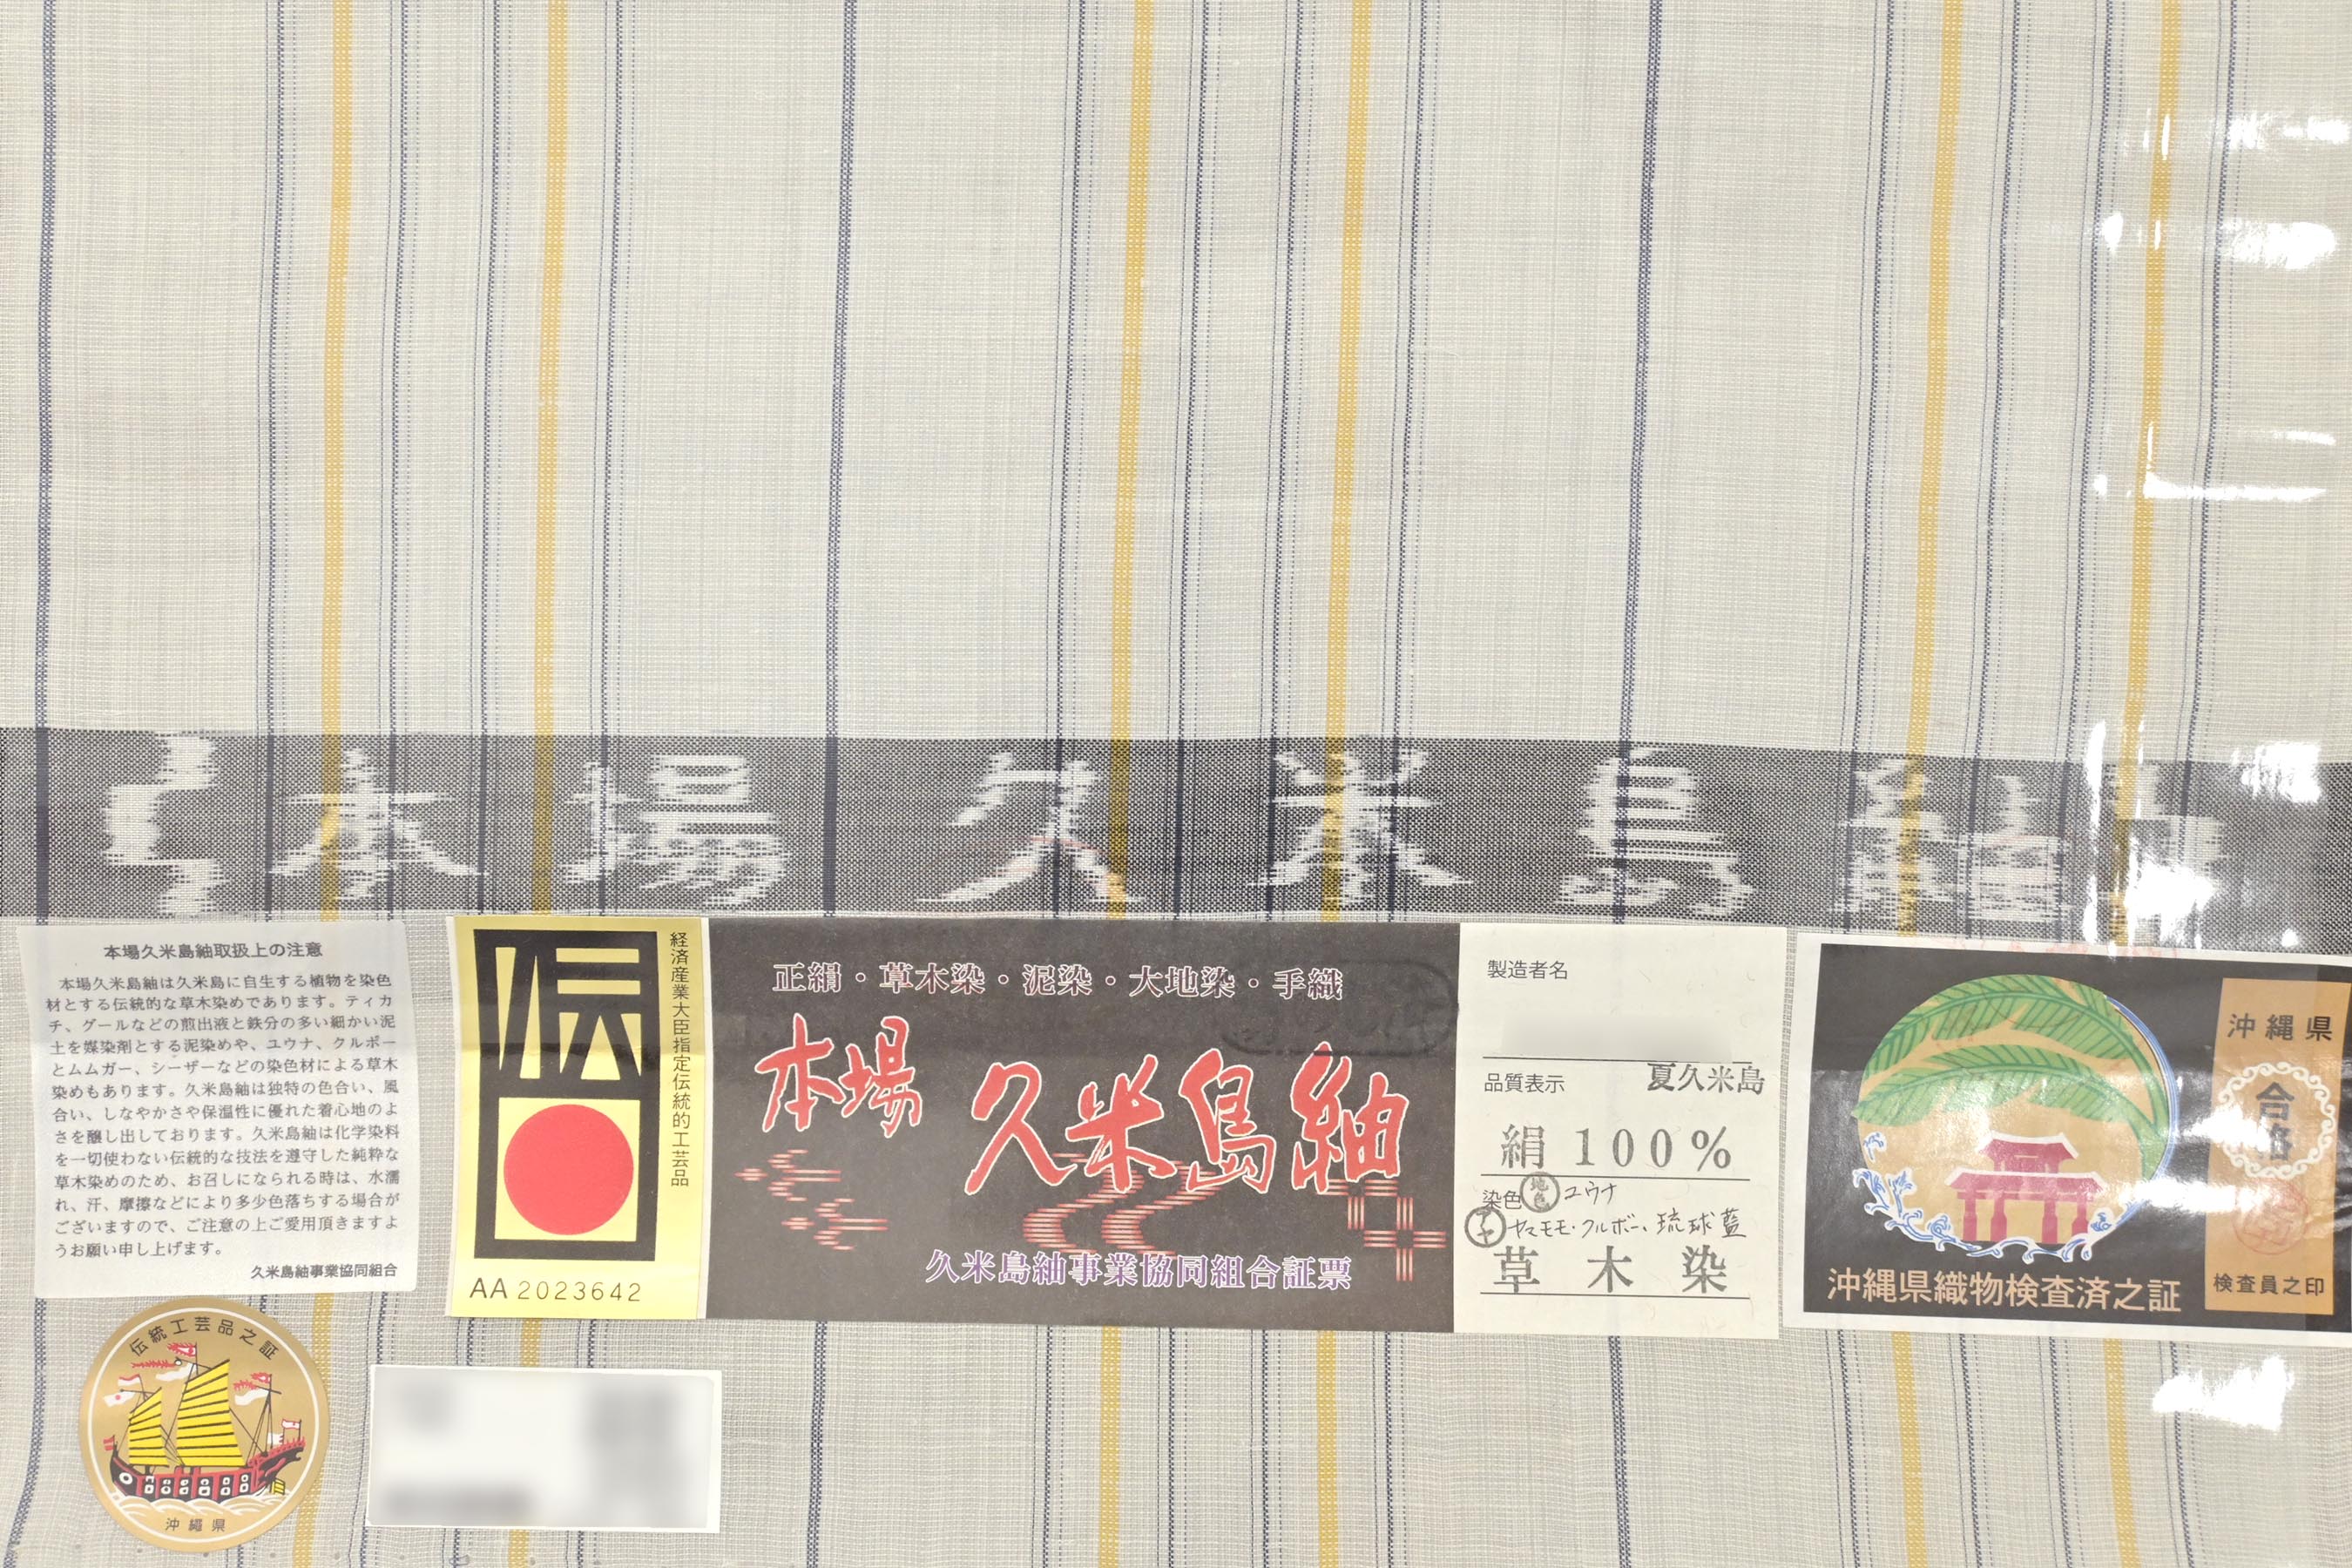 本場久米島紬
本場久米島紬取扱上の注意
本場久米島紬は久米島に自生する植物を染色
材とする伝統的な草木染めであります。ティカ
チ、グールなどの煎出液と鉄分の多い細かい泥
土を媒染剤とする泥染めや、ユウナ、クルボー
とムムガー、シーザーなどの染色材による草木
染めもあります。久米島紬は独特の色合い、風
合い、しなやかさや保温性に優れた着心地のよ
さを醸し出しております。久米島紬は化学染料
を一切使わない伝統的な技法を遵守した純粋な
草木染めのため、お召しになられる時は、水濡
れ、汗、摩擦などにより多少色落ちする場合が
ございますので、ご注意の上ご愛用頂きますよ
うお願い申し上げます。
久米島紬事業協同組合
伝
経済産業大臣指定伝統的工芸品
AA 2023642
正絹・草木染・泥染・大地染・手織
本場
久米島紬
久米島紬事業協同組合証票
製造者名
品質表示 夏久米島
絹 100%
染色 地色 ユウナ
ヤマモモ・クルボー、琉球藍
草木染
沖縄県
合格
検査員之印
沖縄県織物検査済之証
伝統工芸品之証
沖縄県